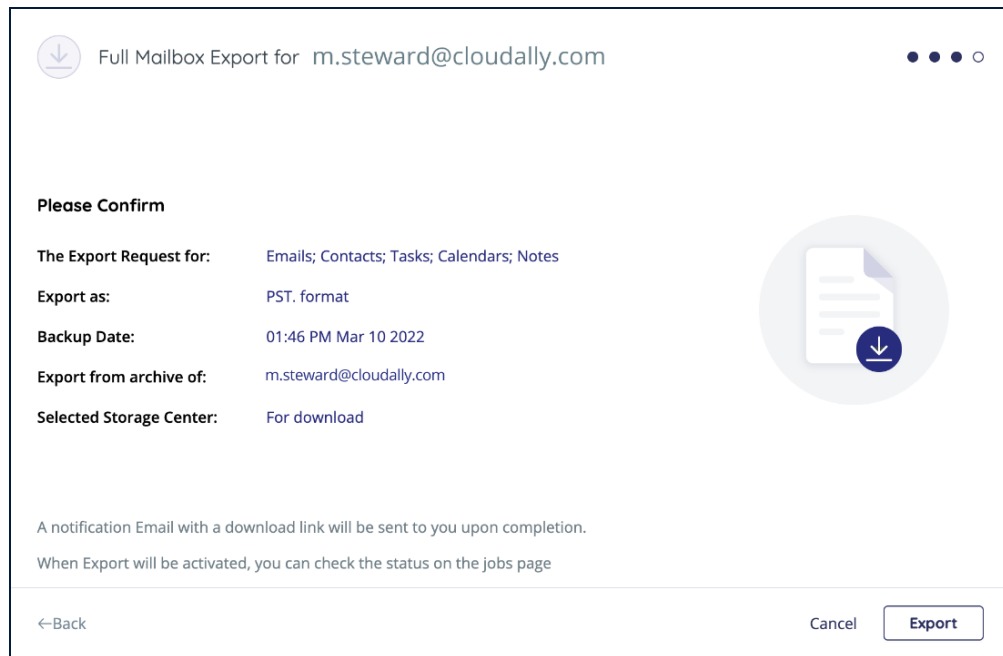 Full Mailbox Export for m.steward@cloudally.com
Please Confirm
The Export Request for: Emails; Contacts; Tasks; Calendars; Notes
Export as: PST. format
Backup Date: 01:46 PM Mar 10 2022
Export from archive of: m.steward@cloudally.com
Selected Storage Center: For download
A notification Email with a download link will be sent to you upon completion.
When Export will be activated, you can check the status on the jobs page
←Back Cancel Export